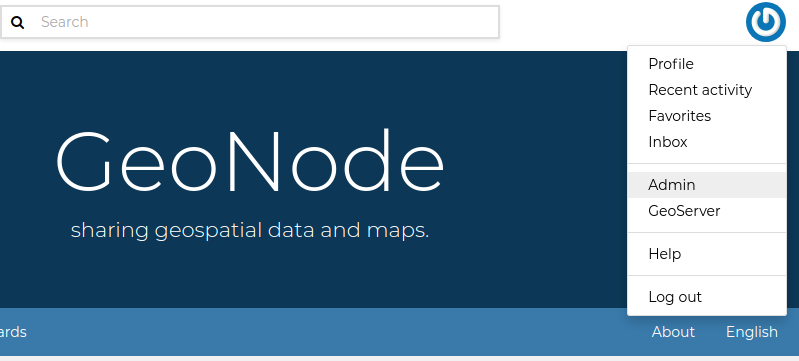 Search
Profile
Recent activity
Favorites
Inbox
Admin
GeoServer
Help
Log out
GeoNode
sharing geospatial data and maps.
ards
About
English